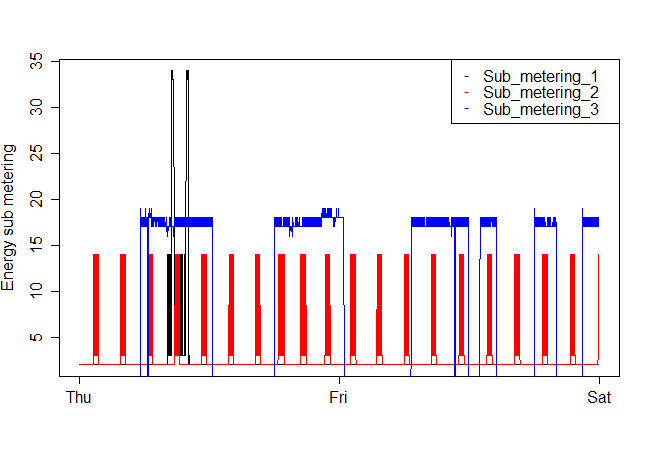 35
30
25
20
15
10
5
Energy sub metering
Sub_metering_1
Sub_metering_2
Sub_metering_3
Thu
Fri
Sat